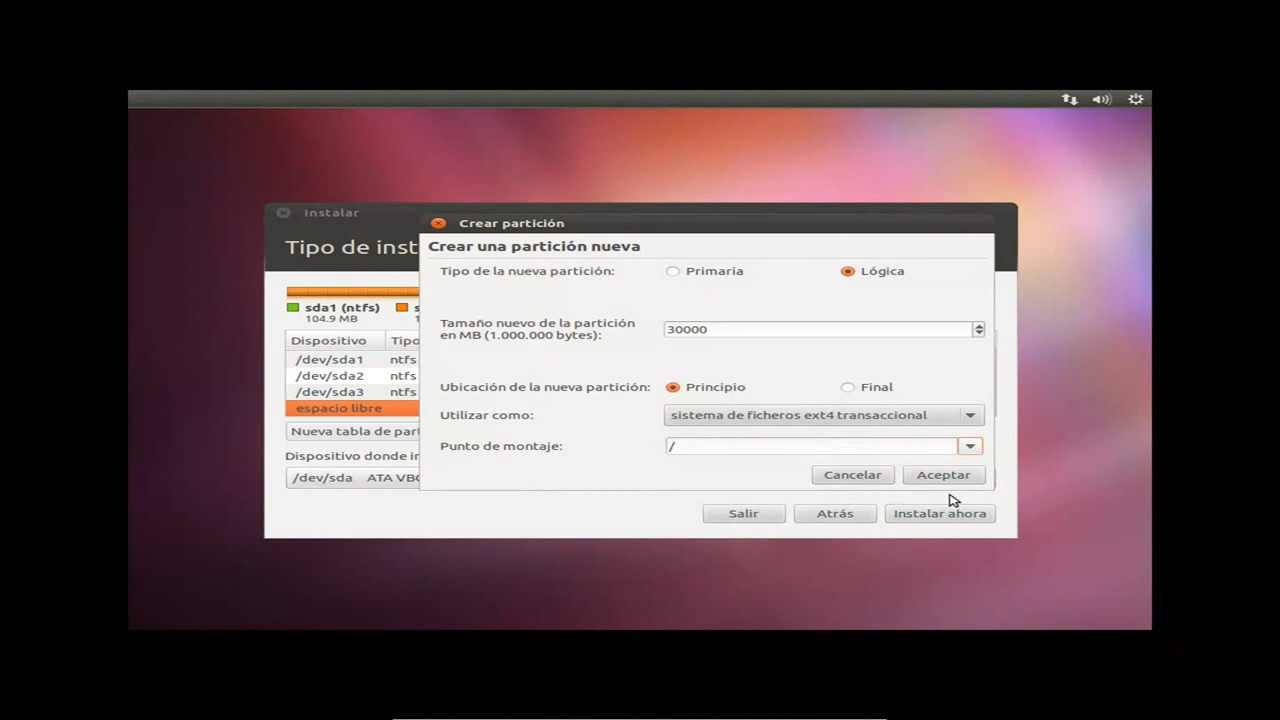 Instalar
Crear partición
Tipo de inst
Crear una partición nueva
Tipo de la nueva partición:
Primaria
Lógica
sda1 (ntfs)
104.9 MB
Tamaño nuevo de la partición
en MB (1.000.000 bytes):
30000
Dispositivo
Tipo
/dev/sda1 ntfs
/dev/sda2 ntfs
/dev/sda3 ntfs
espacio libre
Ubicación de la nueva partición:
Principio
Final
Utilizar como:
sistema de ficheros ext4 transaccional
Nueva tabla de par
Punto de montaje:
/
Dispositivo donde in
/dev/sda ATA VB
Cancelar
Aceptar
Salir
Atrás
Instalar ahora